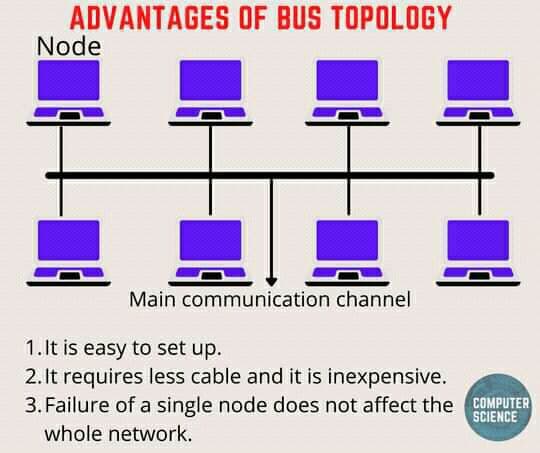 ADVANTAGES OF BUS TOPOLOGY
Node
Main communication channel
1.It is easy to set up.
2.It requires less cable and it is inexpensive.
3.Failure of a single node does not affect the
whole network.
COMPUTER
SCIENCE